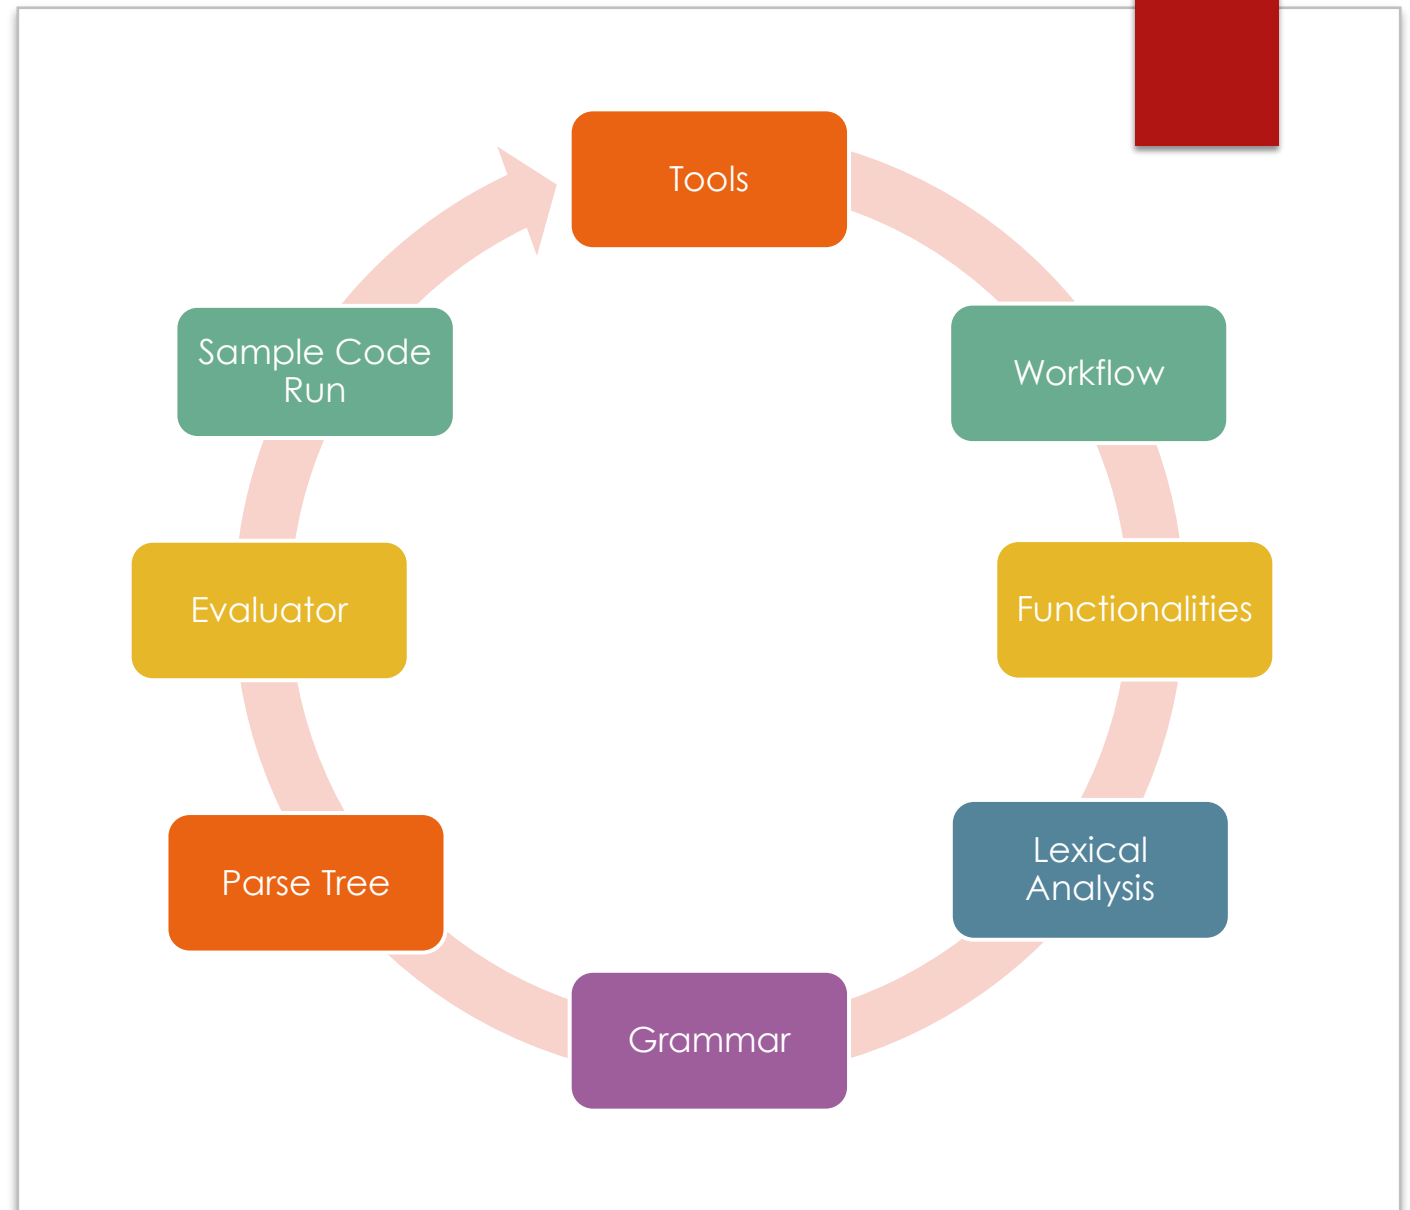 Tools
Workflow
Functionalities
Lexical
Analysis
Grammar
Parse Tree
Evaluator
Sample Code
Run